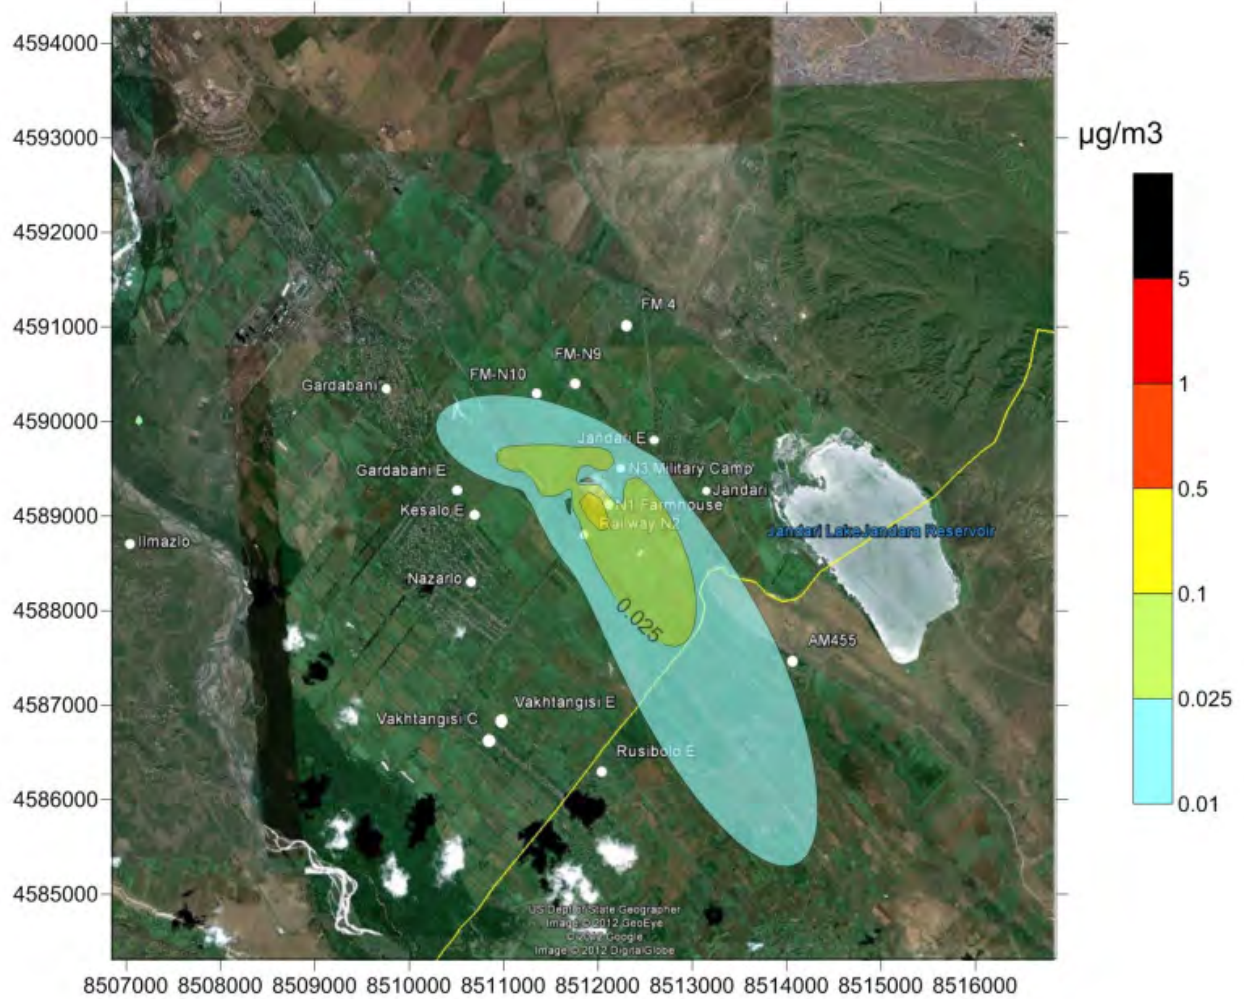 4594000
µg/m3
4593000
4592000
5
FM 4
4591000
1
FM-N9
FM-N10
Gardabani
4590000
Jandari E
N3 Military Camp
Gardabani E
Jandari
0.5
Kesalo E
N1 Farmhouse
4589000
Railway N2
Jandari LakeJandara Reservoir
Ilmazlo
Nazarlo
0.1
4588000
0.025
AM455
4587000
0.025
Vakhtangisi E
Vakhtangisi C
Rusibolo E
4586000
0.01
4585000
US Dept of State Geographer
Image © 2012 GeoEye
© 2012 Google
Image © 2012 DigitalGlobe
8507000 8508000 8509000 8510000 8511000 8512000 8513000 8514000 8515000 8516000